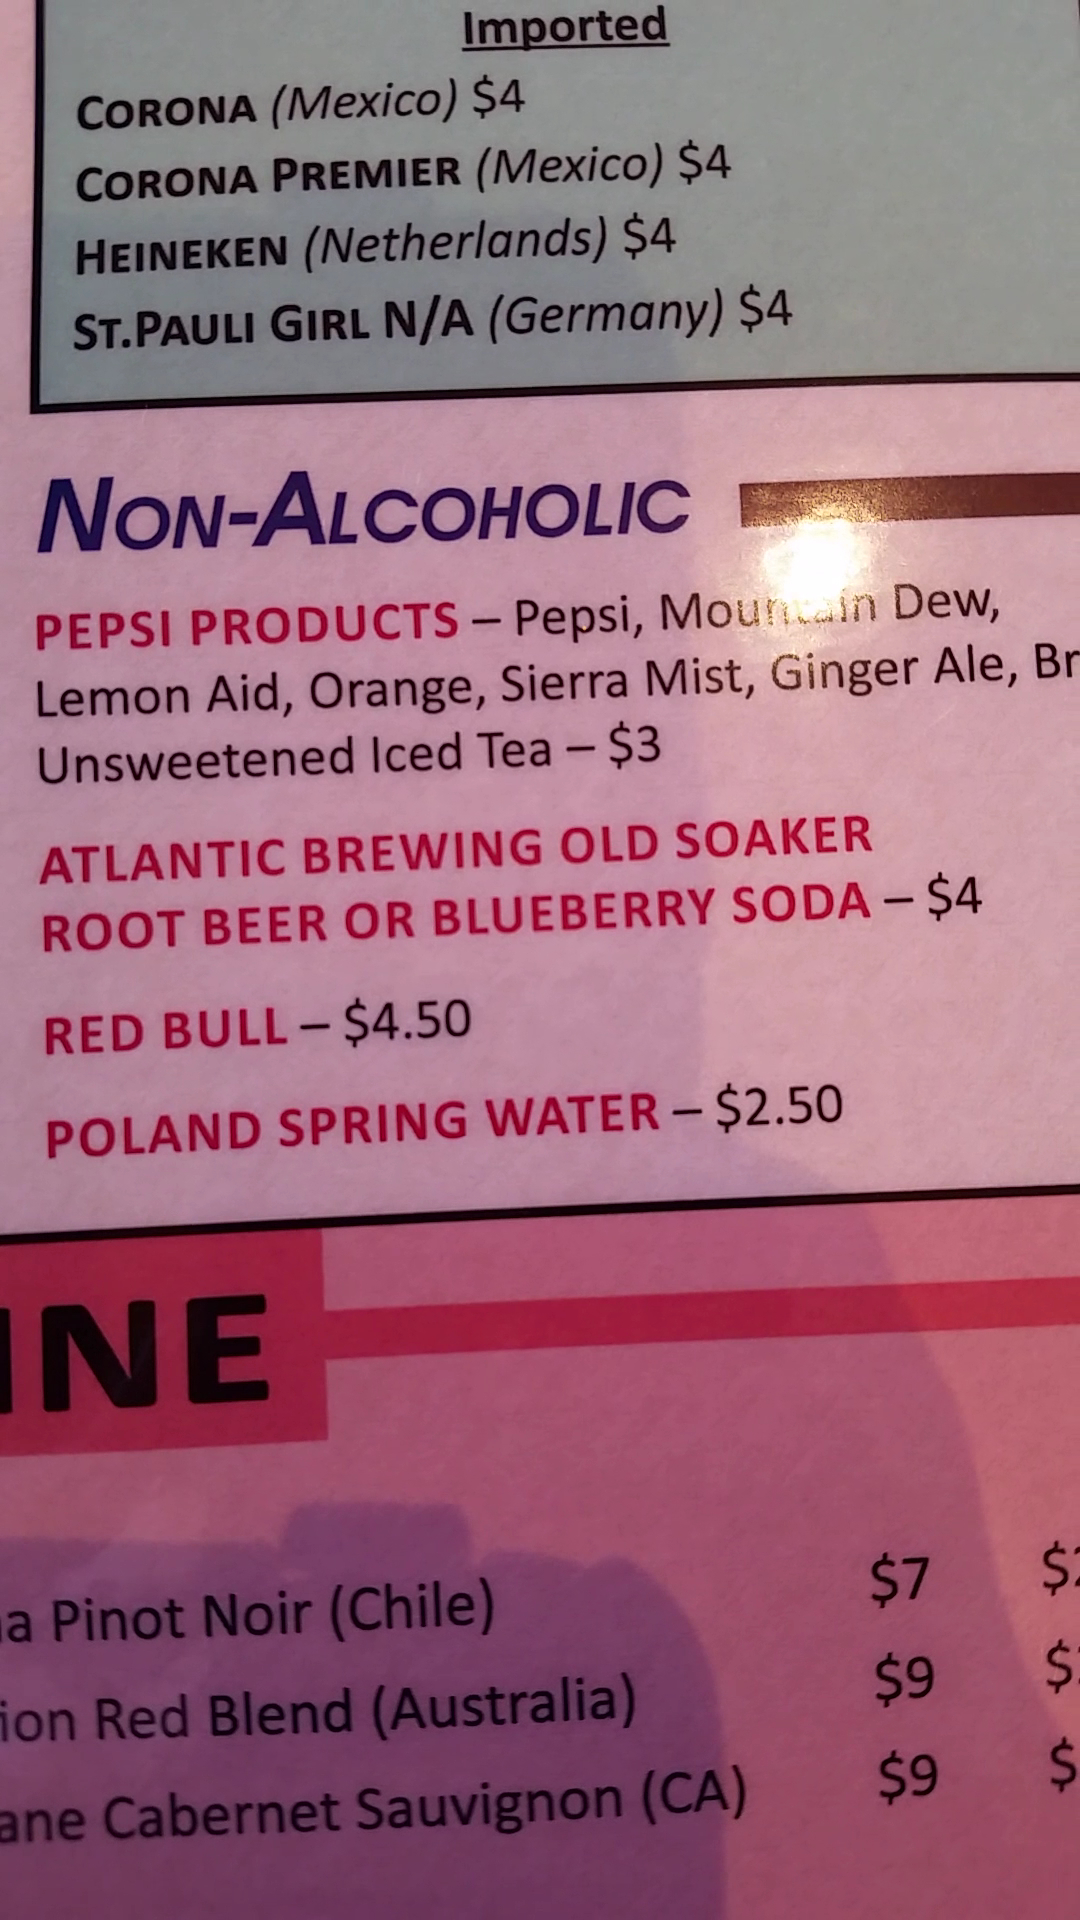 Imported
CORONA (Mexico) $4
CORONA PREMIER (Mexico) $4
HEINEKEN (Netherlands) $4
ST.PAULI GIRL N/A (Germany) $4
NON-ALCOHOLIC
PEPSI PRODUCTS – Pepsi, Mountain Dew,
Lemon Aid, Orange, Sierra Mist, Ginger Ale,
Unsweetened Iced Tea – $3
ATLANTIC BREWING OLD SOAKER
ROOT BEER OR BLUEBERRY SODA – $4
RED BULL – $4.50
POLAND SPRING WATER – $2.50
Pinot Noir (Chile) $7
Red Blend (Australia) $9
Cabernet Sauvignon (CA) $9